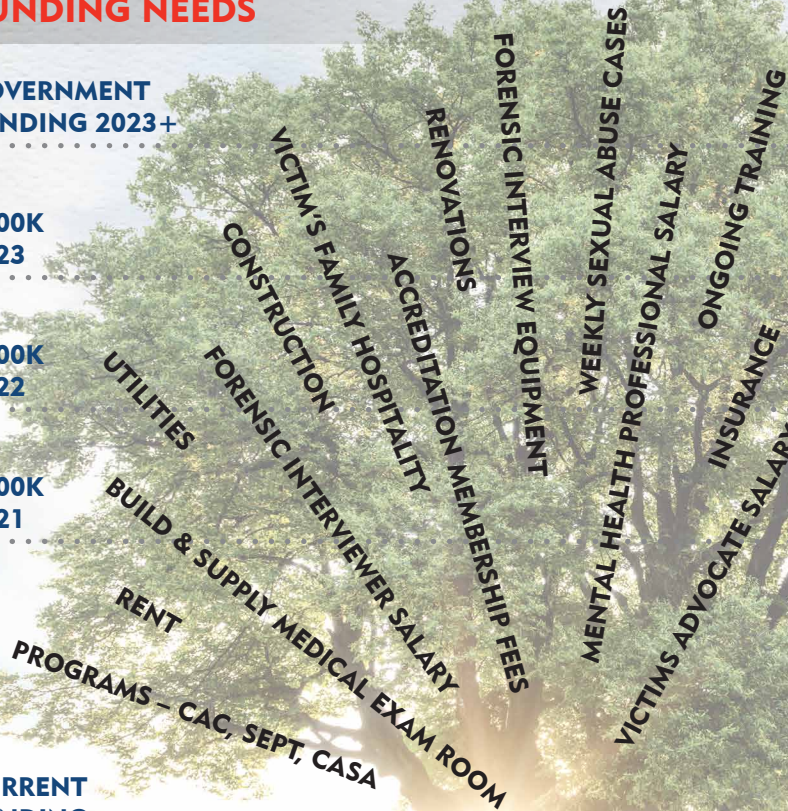 UNDING NEEDS
OVERNMENT
NDING 2023+
00K
23
00K
22
00K
21
URRENT
UTILITIES
CONSTRUCTION
VICTIM'S FAMILY HOSPITALITY
RENOVATIONS
FORENSIC INTERVIEW EQUIPMENT
WEEKLY SEXUAL ABUSE CASES
MENTAL HEALTH PROFESSIONAL SALARY
ONGOING TRAINING
INSURANCE
VICTIMS ADVOCATE SALARY
ACCREDITATION MEMBERSHIP FEES
FORENSIC INTERVIEWER SALARY
BUILD & SUPPLY MEDICAL EXAM ROOM
RENT
PROGRAMS – CAC, SEPT, CASA